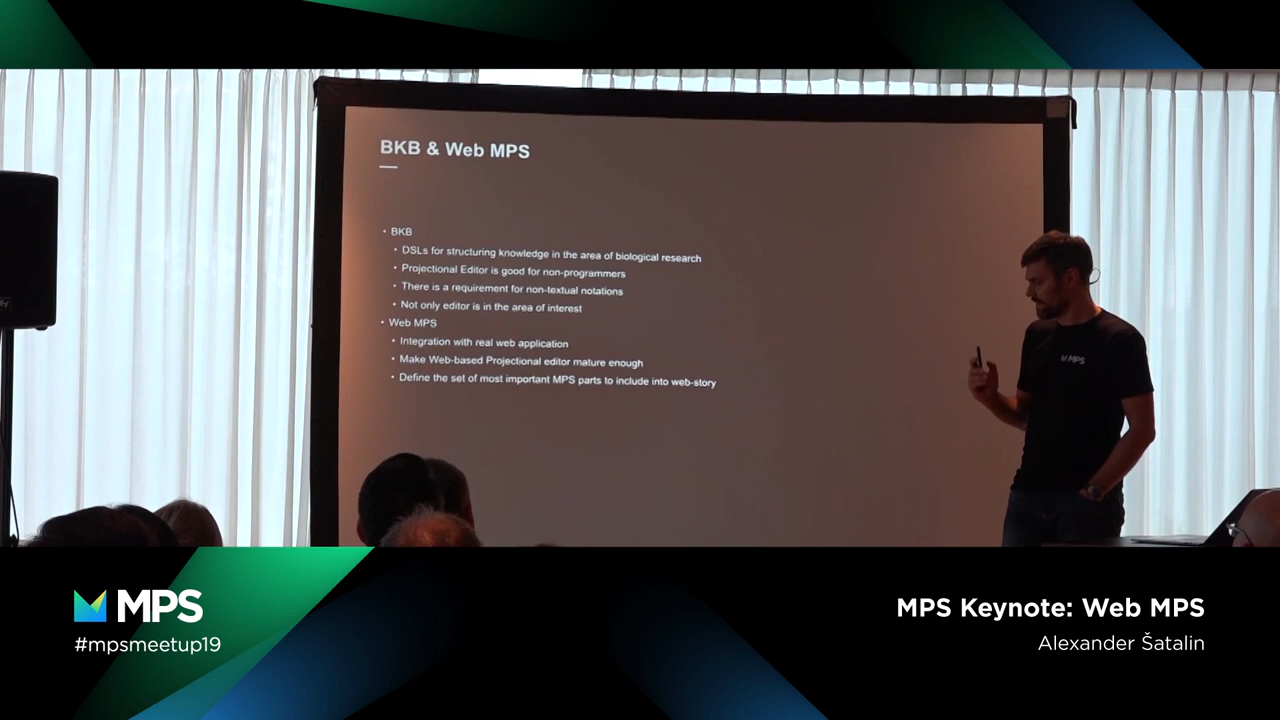 BKB & Web MPS
• BKB
• DSLs for structuring knowledge in the area of biological research
• Projectional Editor is good for non-programmers
• There is a requirement for non-textual notations
• Not only editor is in the area of interest
• Web MPS
• Integration with real web application
• Make Web-based Projectional editor mature enough
• Define the set of most important MPS parts to include into web-story
MPS
MPS
#mpsmeetup19
MPS Keynote: Web MPS
Alexander Šatalin